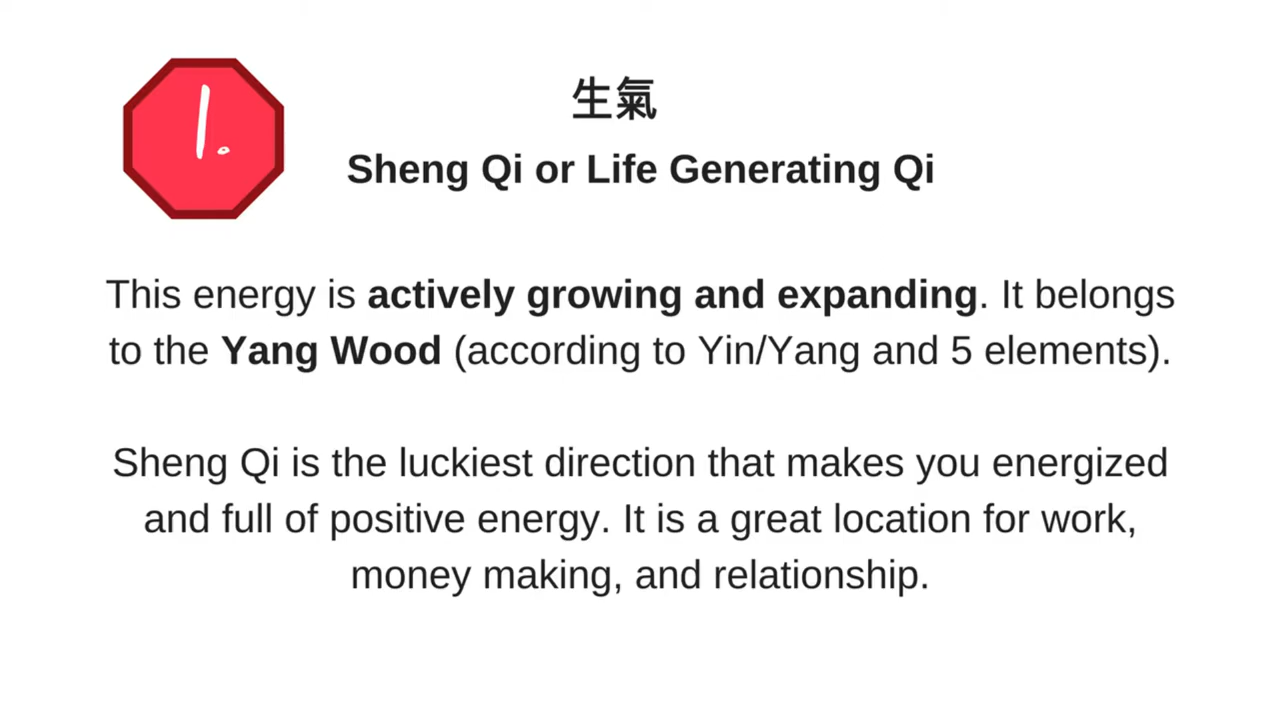 1.
生氣
Sheng Qi or Life Generating Qi
This energy is actively growing and expanding. It belongs
to the Yang Wood (according to Yin/Yang and 5 elements).
Sheng Qi is the luckiest direction that makes you energized
and full of positive energy. It is a great location for work,
money making, and relationship.